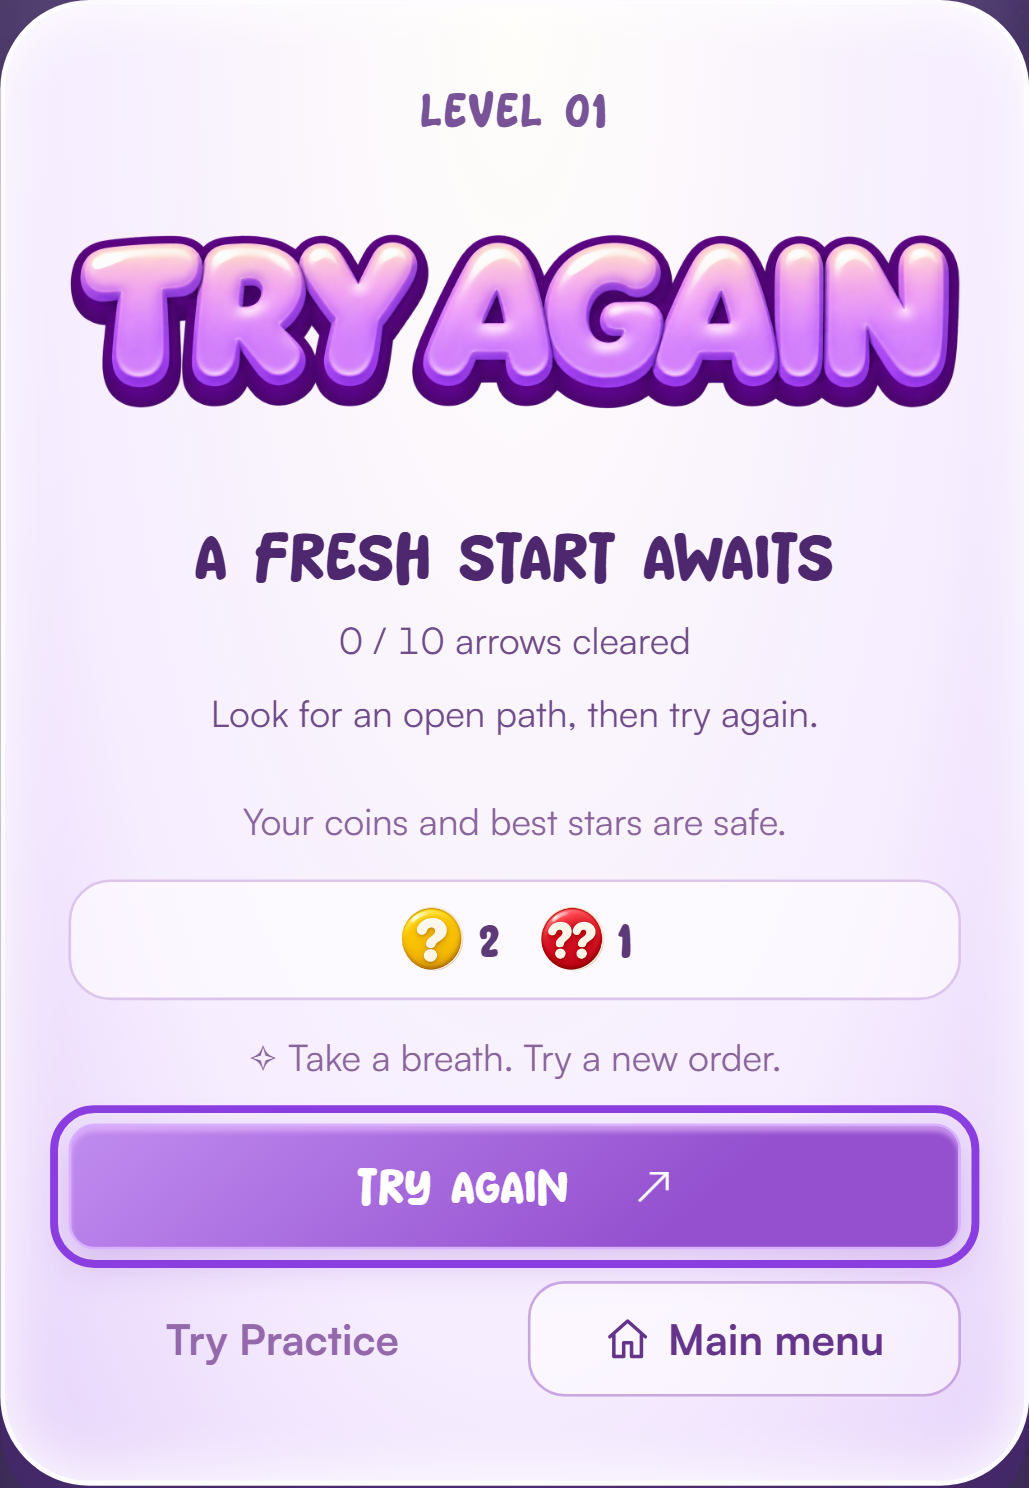 LEVEL 01
TRY AGAIN
A FRESH START AWAITS
0 / 10 arrows cleared
Look for an open path, then try again.
Your coins and best stars are safe.
? 2 ?? 1
✧ Take a breath. Try a new order.
TRY AGAIN ↗
Try Practice
Main menu